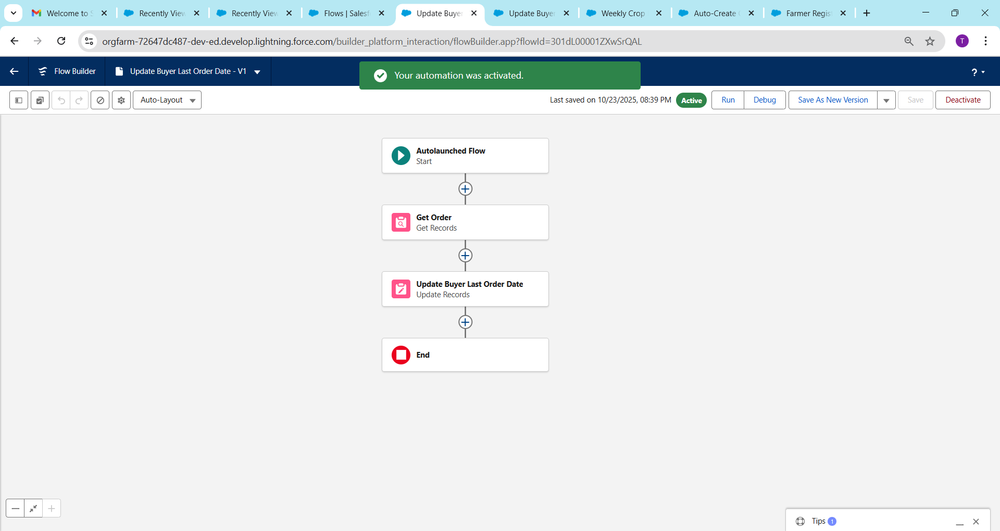 Welcome to S
Recently View
Recently View
Flows | Salesf
Update Buyer
Update Buyer
Weekly Crop
Auto-Create
Farmer Regis
orgfarm-72647dc487-dev-ed.develop.lightning.force.com/builder_platform_interaction/flowBuilder.app?flowId=301dL00001ZXwSrQAL
T
Flow Builder
Update Buyer Last Order Date - V1
Your automation was activated.
?
Auto-Layout
Last saved on 10/23/2025, 08:39 PM
Active
Run
Debug
Save As New Version
Save
Deactivate
Autolaunched Flow
Start
Get Order
Get Records
Update Buyer Last Order Date
Update Records
End
Tips 1